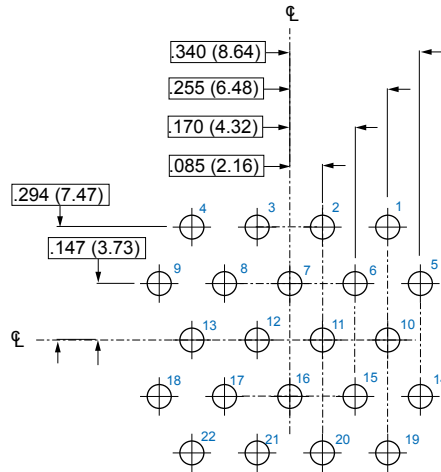 ℄
.340 (8.64)
.255 (6.48)
.170 (4.32)
.085 (2.16)
.294 (7.47)
4 3 2 1
.147 (3.73)
9 8 7 6 5
℄ 13 12 11 10
18 17 16 15 14
22 21 20 19